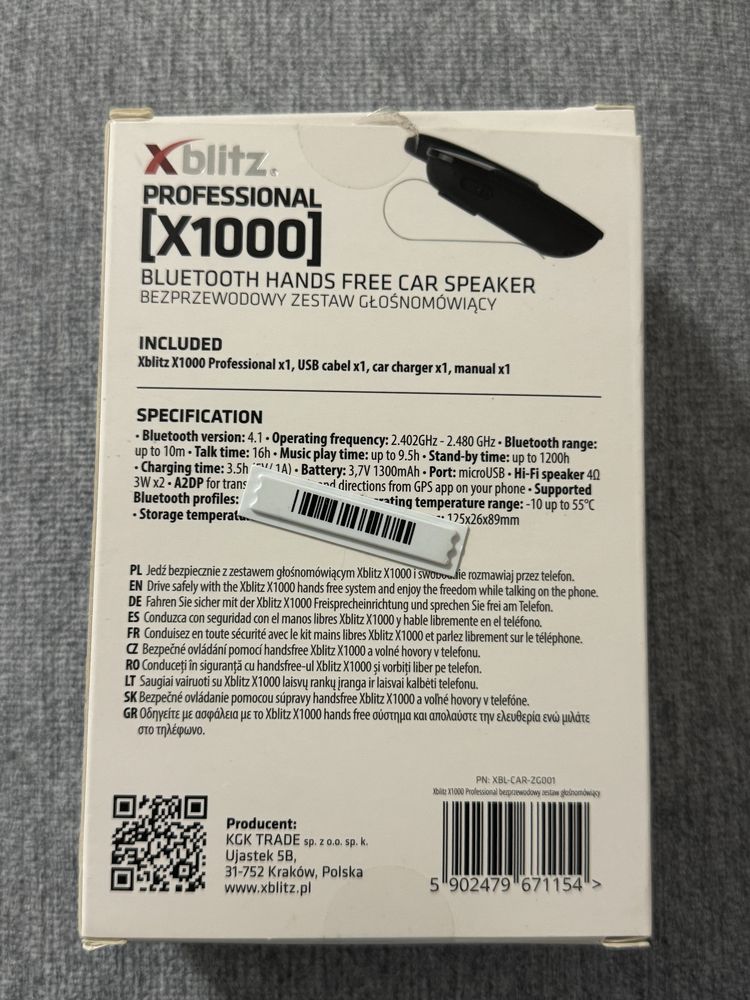 Xblitz.
PROFESSIONAL
[X1000]
BLUETOOTH HANDS FREE CAR SPEAKER
BEZPRZEWODOWY ZESTAW GŁOŚNOMÓWIĄCY
INCLUDED
Xblitz X1000 Professional x1, USB cabel x1, car charger x1, manual x1
SPECIFICATION
• Bluetooth version: 4.1 • Operating frequency: 2.402GHz - 2.480 GHz • Bluetooth range:
up to 10m • Talk time: 16h • Music play time: up to 9.5h • Stand-by time: up to 1200h
• Charging time: 3.5h (5V/1A) • Battery: 3,7V 1300mAh • Port: microUSB • Hi-Fi speaker 4Ω
3W x2 • A2DP for directions from GPS app on your phone • Supported
Bluetooth profiles: temperature range: -10 up to 55°C
• Storage 125x26x89mm
PL Jedź bezpiecznie z zestawem głośnomówiącym Xblitz X1000 i swobodnie rozmawiaj przez telefon.
EN Drive safely with the Xblitz X1000 hands free system and enjoy the freedom while talking on the phone.
DE Fahren Sie sicher mit der Xblitz X1000 Freisprecheinrichtung und sprechen Sie frei am Telefon.
ES Conduzca con seguridad con el manos libres Xblitz X1000 y hable libremente en el teléfono.
FR Conduisez en toute sécurité avec le kit mains libres Xblitz X1000 et parlez librement sur le téléphone.
CZ Bezpečné ovládání pomocí handsfree Xblitz X1000 a volné hovory v telefonu.
RO Conduceți în siguranță cu handsfree-ul Xblitz X1000 și vorbiți liber pe telefon.
LT Saugiai vairuoti su Xblitz X1000 laisvų rankų įranga ir laisvai kalbėti telefonu.
SK Bezpečné ovládanie pomocou súpravy handsfree Xblitz X1000 a voľné hovory v telefóne.
GR Οδηγείτε με ασφάλεια με το Xblitz X1000 hands free σύστημα και απολαύστε την ελευθερία ενώ μιλάτε
στο τηλέφωνο.
PN: XBL-CAR-ZG001
Xblitz X1000 Professional bezprzewodowy zestaw głośnomówiący
Producent:
KGK TRADE sp. z o.o. sp. k.
Ujastek 5B,
31-752 Kraków, Polska
www.xblitz.pl
5 902479 671154 >